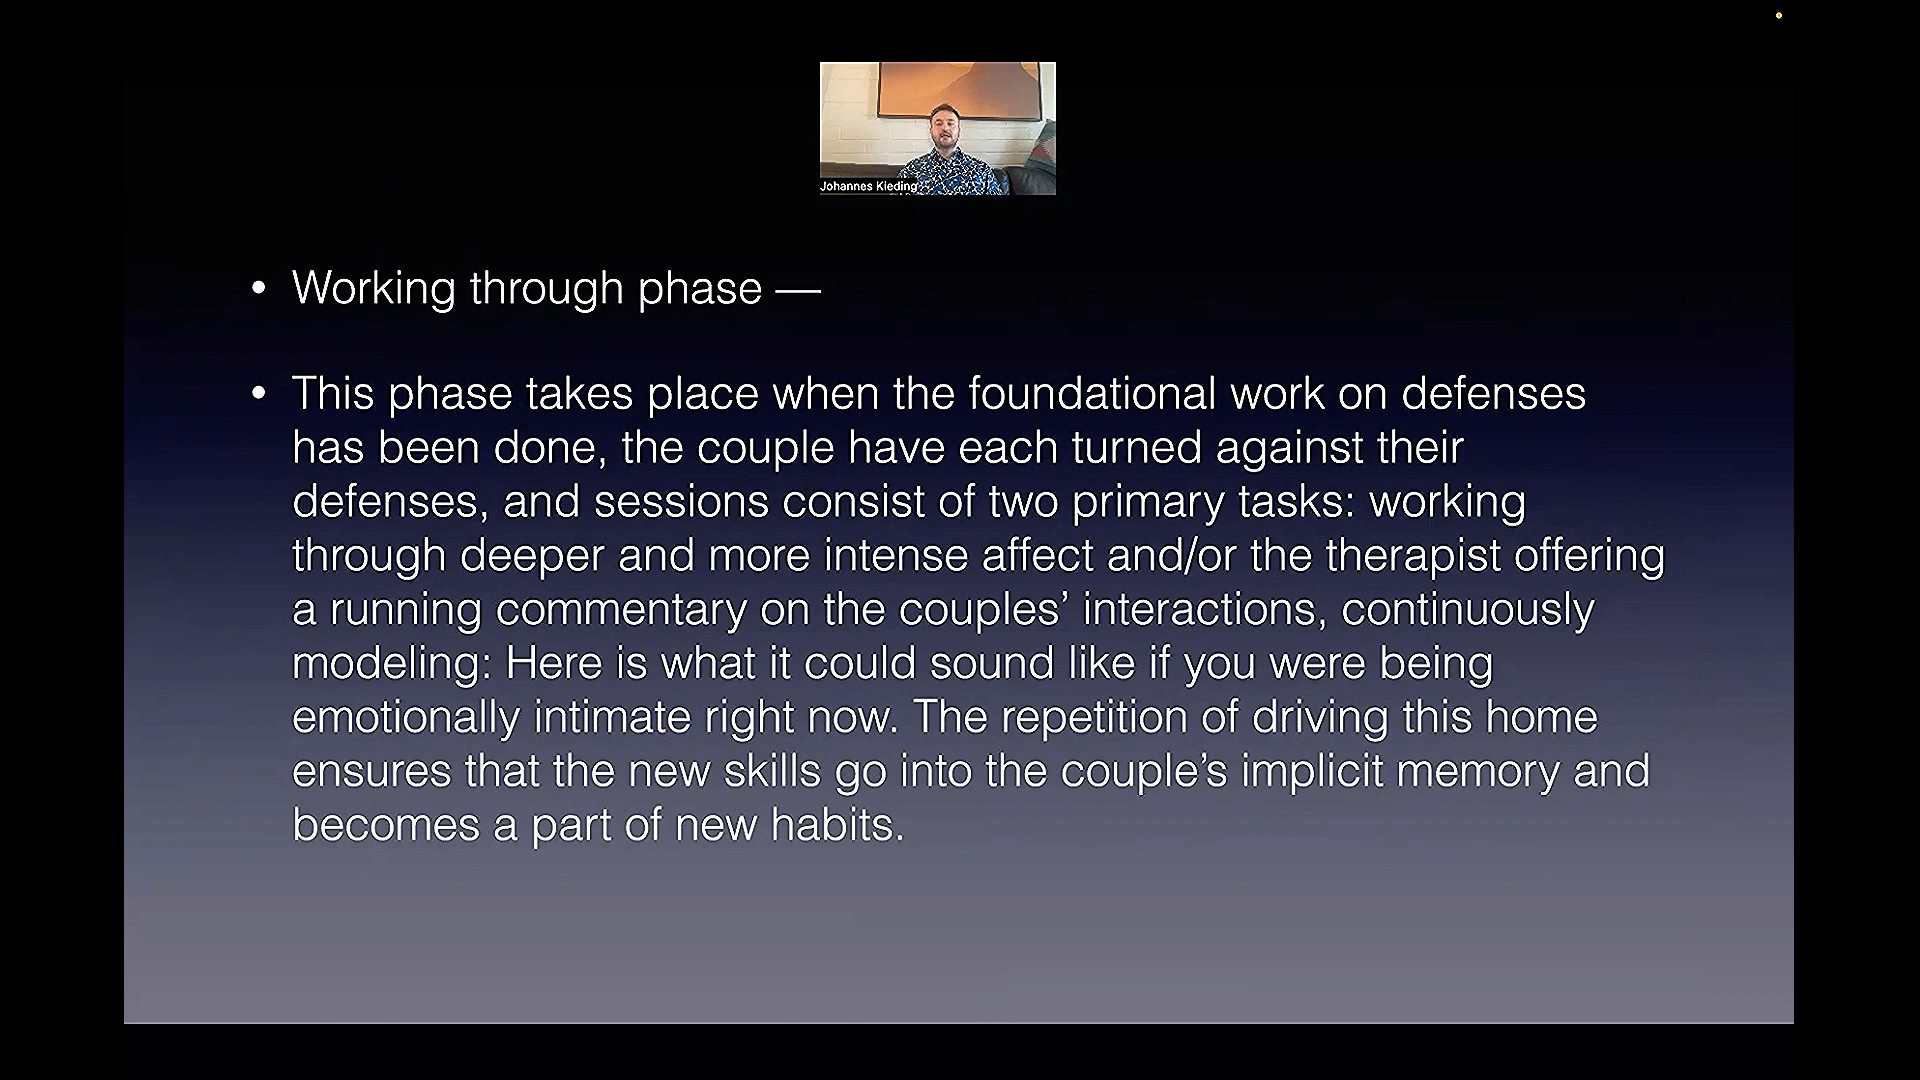 Johannes Kieding
• Working through phase —
• This phase takes place when the foundational work on defenses
has been done, the couple have each turned against their
defenses, and sessions consist of two primary tasks: working
through deeper and more intense affect and/or the therapist offering
a running commentary on the couples’ interactions, continuously
modeling: Here is what it could sound like if you were being
emotionally intimate right now. The repetition of driving this home
ensures that the new skills go into the couple’s implicit memory and
becomes a part of new habits.